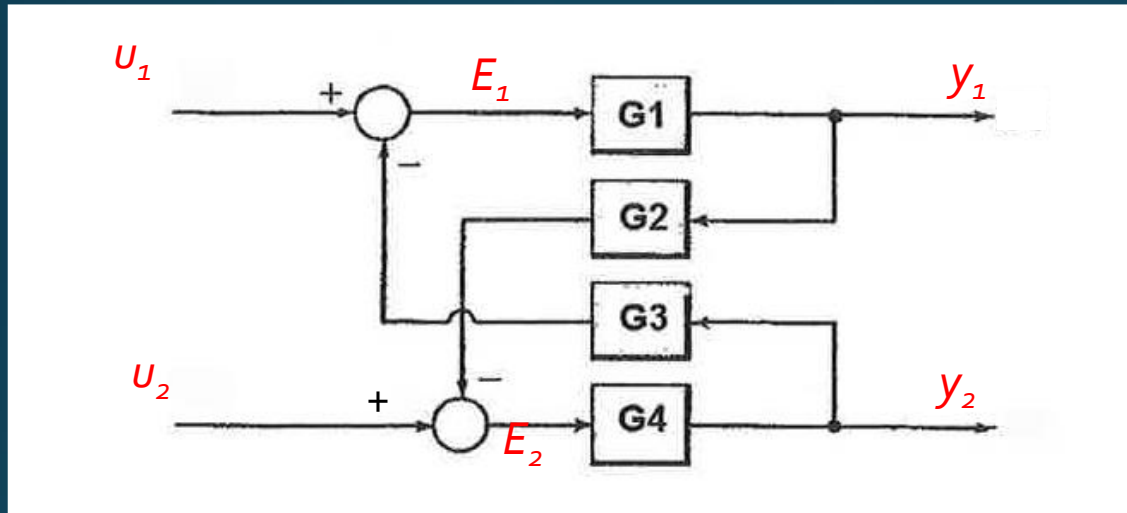 U₁
E₁
y₁
+
G1
−
G2
G3
U₂
−
y₂
+
G4
E₂